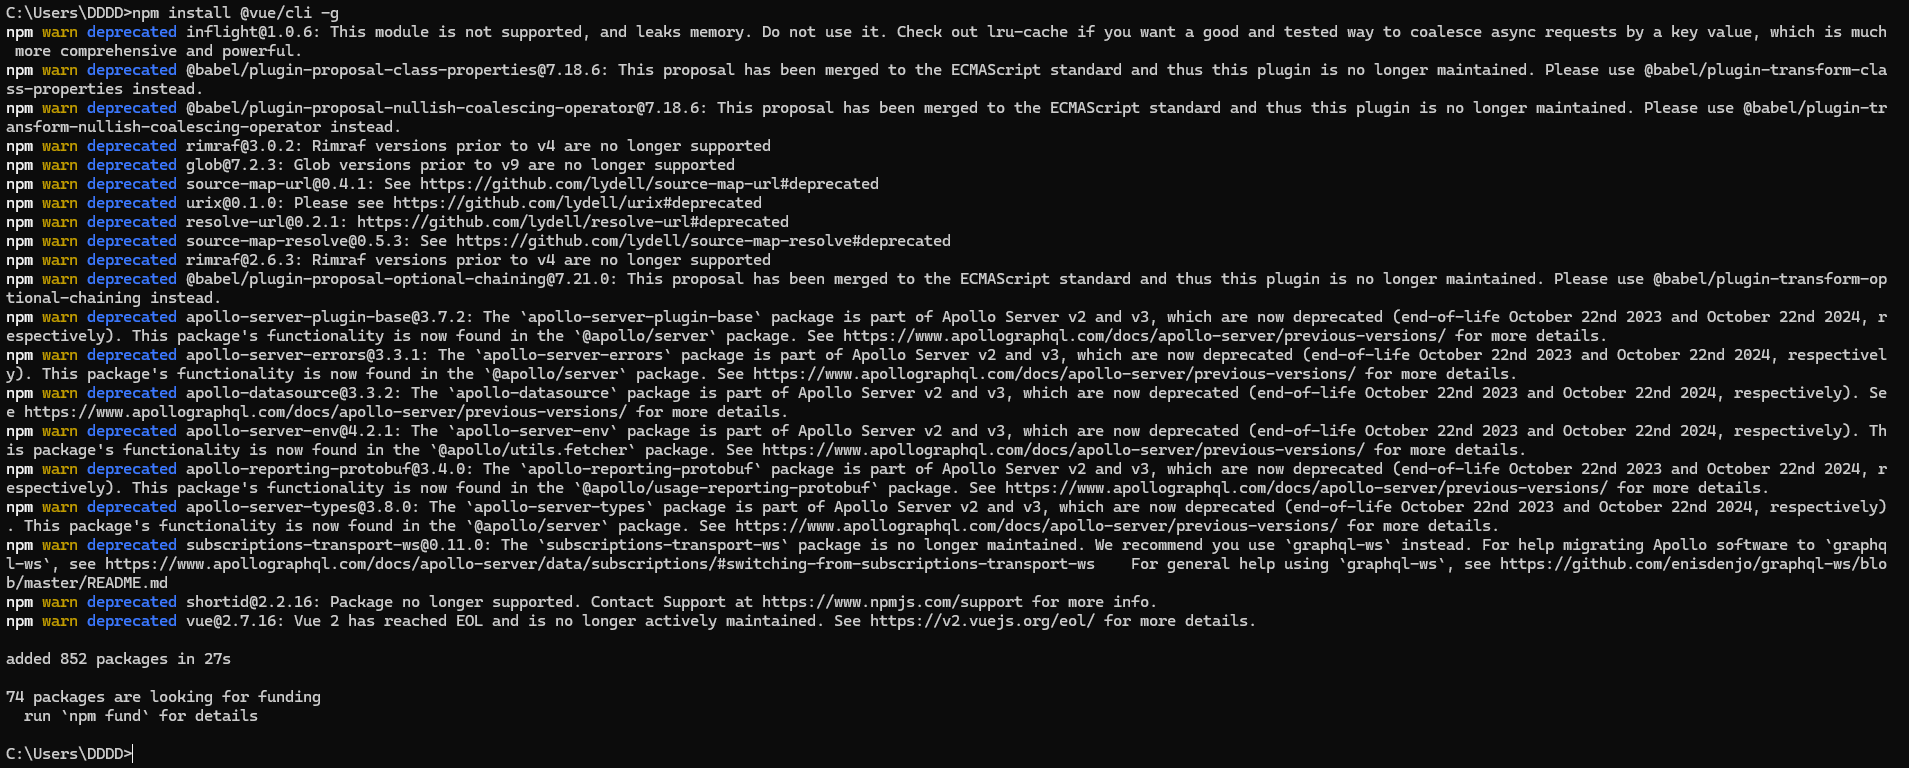 C:\Users\DDDD>npm install @vue/cli -g
npm warn deprecated inflight@1.0.6: This module is not supported, and leaks memory. Do not use it. Check out lru-cache if you want a good and tested way to coalesce async requests by a key value, which is much
 more comprehensive and powerful.
npm warn deprecated @babel/plugin-proposal-class-properties@7.18.6: This proposal has been merged to the ECMAScript standard and thus this plugin is no longer maintained. Please use @babel/plugin-transform-cla
ss-properties instead.
npm warn deprecated @babel/plugin-proposal-nullish-coalescing-operator@7.18.6: This proposal has been merged to the ECMAScript standard and thus this plugin is no longer maintained. Please use @babel/plugin-tr
ansform-nullish-coalescing-operator instead.
npm warn deprecated rimraf@3.0.2: Rimraf versions prior to v4 are no longer supported
npm warn deprecated glob@7.2.3: Glob versions prior to v9 are no longer supported
npm warn deprecated source-map-url@0.4.1: See https://github.com/lydell/source-map-url#deprecated
npm warn deprecated urix@0.1.0: Please see https://github.com/lydell/urix#deprecated
npm warn deprecated resolve-url@0.2.1: https://github.com/lydell/resolve-url#deprecated
npm warn deprecated source-map-resolve@0.5.3: See https://github.com/lydell/source-map-resolve#deprecated
npm warn deprecated rimraf@2.6.3: Rimraf versions prior to v4 are no longer supported
npm warn deprecated @babel/plugin-proposal-optional-chaining@7.21.0: This proposal has been merged to the ECMAScript standard and thus this plugin is no longer maintained. Please use @babel/plugin-transform-op
tional-chaining instead.
npm warn deprecated apollo-server-plugin-base@3.7.2: The `apollo-server-plugin-base` package is part of Apollo Server v2 and v3, which are now deprecated (end-of-life October 22nd 2023 and October 22nd 2024, r
espectively). This package's functionality is now found in the `@apollo/server` package. See https://www.apollographql.com/docs/apollo-server/previous-versions/ for more details.
npm warn deprecated apollo-server-errors@3.3.1: The `apollo-server-errors` package is part of Apollo Server v2 and v3, which are now deprecated (end-of-life October 22nd 2023 and October 22nd 2024, respectivel
y). This package's functionality is now found in the `@apollo/server` package. See https://www.apollographql.com/docs/apollo-server/previous-versions/ for more details.
npm warn deprecated apollo-datasource@3.3.2: The `apollo-datasource` package is part of Apollo Server v2 and v3, which are now deprecated (end-of-life October 22nd 2023 and October 22nd 2024, respectively). Se
e https://www.apollographql.com/docs/apollo-server/previous-versions/ for more details.
npm warn deprecated apollo-server-env@4.2.1: The `apollo-server-env` package is part of Apollo Server v2 and v3, which are now deprecated (end-of-life October 22nd 2023 and October 22nd 2024, respectively). Th
is package's functionality is now found in the `@apollo/utils.fetcher` package. See https://www.apollographql.com/docs/apollo-server/previous-versions/ for more details.
npm warn deprecated apollo-reporting-protobuf@3.4.0: The `apollo-reporting-protobuf` package is part of Apollo Server v2 and v3, which are now deprecated (end-of-life October 22nd 2023 and October 22nd 2024, r
espectively). This package's functionality is now found in the `@apollo/usage-reporting-protobuf` package. See https://www.apollographql.com/docs/apollo-server/previous-versions/ for more details.
npm warn deprecated apollo-server-types@3.8.0: The `apollo-server-types` package is part of Apollo Server v2 and v3, which are now deprecated (end-of-life October 22nd 2023 and October 22nd 2024, respectively)
. This package's functionality is now found in the `@apollo/server` package. See https://www.apollographql.com/docs/apollo-server/previous-versions/ for more details.
npm warn deprecated subscriptions-transport-ws@0.11.0: The `subscriptions-transport-ws` package is no longer maintained. We recommend you use `graphql-ws` instead. For help migrating Apollo software to `graphq
l-ws`, see https://www.apollographql.com/docs/apollo-server/data/subscriptions/#switching-from-subscriptions-transport-ws    For general help using `graphql-ws`, see https://github.com/enisdenjo/graphql-ws/blo
b/master/README.md
npm warn deprecated shortid@2.2.16: Package no longer supported. Contact Support at https://www.npmjs.com/support for more info.
npm warn deprecated vue@2.7.16: Vue 2 has reached EOL and is no longer actively maintained. See https://v2.vuejs.org/eol/ for more details.

added 852 packages in 27s

74 packages are looking for funding
  run `npm fund` for details

C:\Users\DDDD>